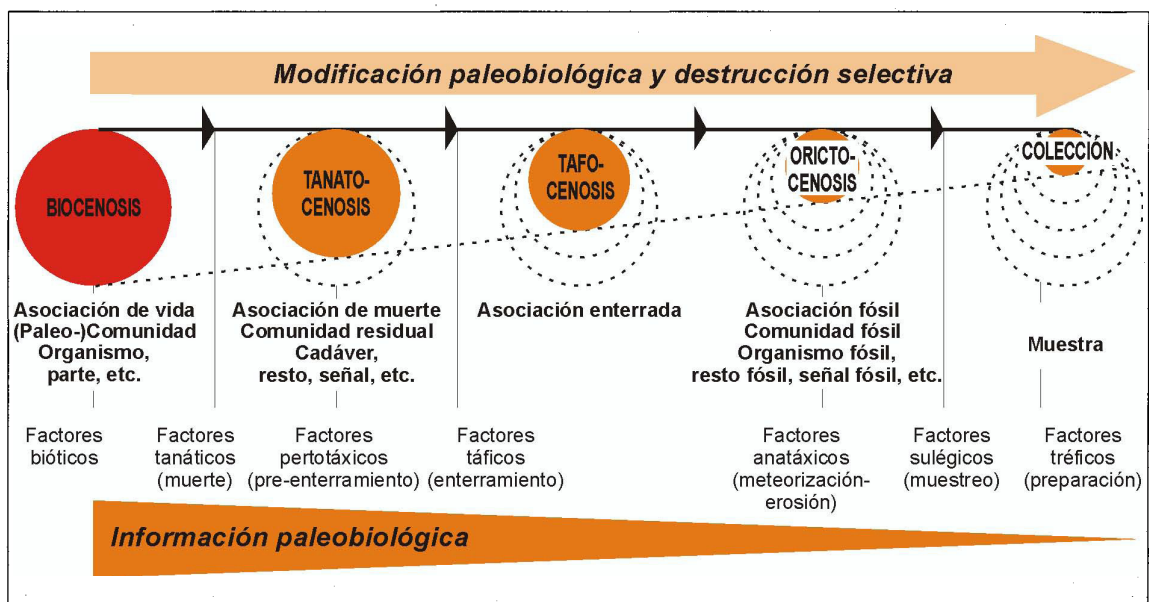 Modificación paleobiológica y destrucción selectiva
BIOCENOSIS
TANATO-
CENOSIS
TAFO-
CENOSIS
ORICTO-
CENOSIS
COLECCIÓN
Asociación de vida
(Paleo-)Comunidad
Organismo,
parte, etc.
Asociación de muerte
Comunidad residual
Cadáver,
resto, señal, etc.
Asociación enterrada
Asociación fósil
Comunidad fósil
Organismo fósil,
resto fósil, señal fósil, etc.
Muestra
Factores
bióticos
Factores
tanáticos
(muerte)
Factores
pertotáxicos
(pre-enterramiento)
Factores
táficos
(enterramiento)
Factores
anatáxicos
(meteorización-
erosión)
Factores
sulégicos
(muestreo)
Factores
tréficos
(preparación)
Información paleobiológica